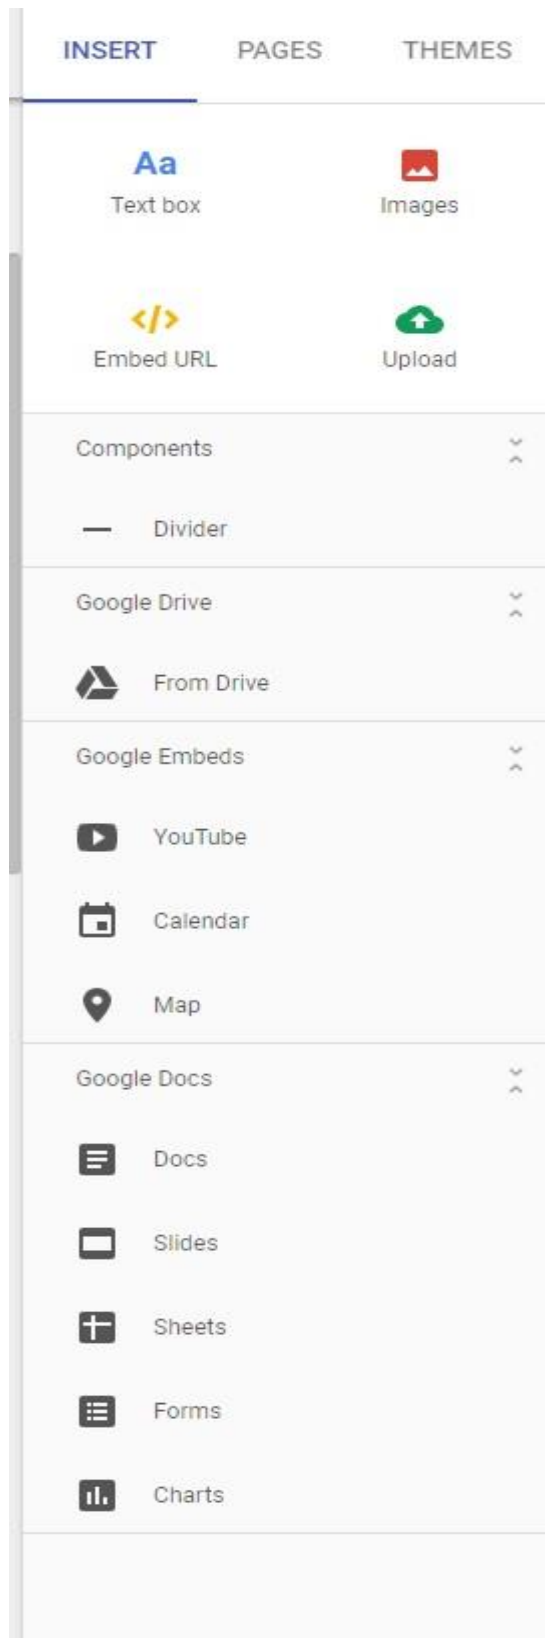 INSERT PAGES THEMES
Aa
Text box Images
</>
Embed URL Upload
Components
Divider
Google Drive
From Drive
Google Embeds
YouTube
Calendar
Map
Google Docs
Docs
Slides
Sheets
Forms
Charts